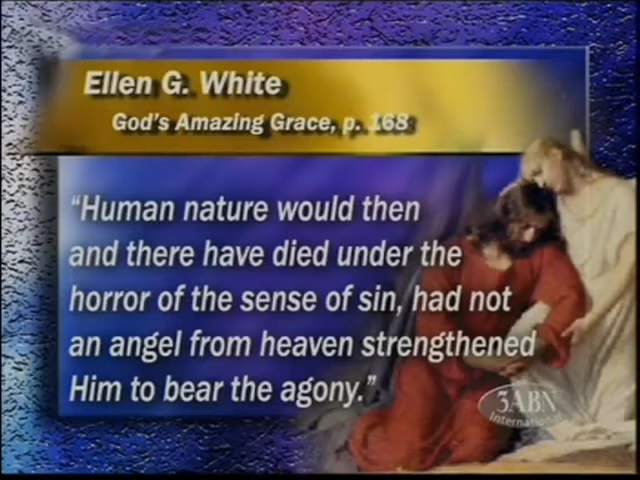 Ellen G. White
God's Amazing Grace, p. 168
"Human nature would then
and there have died under the
horror of the sense of sin, had not
an angel from heaven strengthened
Him to bear the agony."
3ABN
International